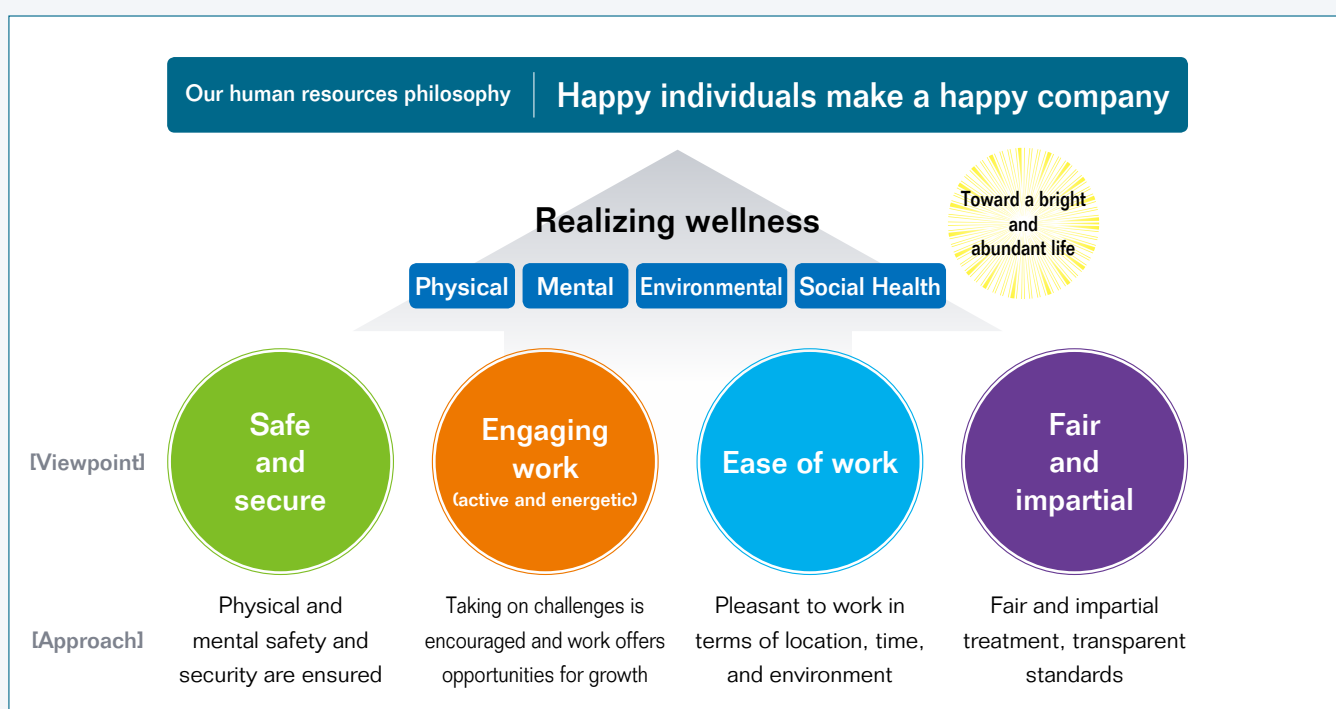 Our human resources philosophy
Happy individuals make a happy company
Toward a bright
and
abundant life
Realizing wellness
Physical
Mental
Environmental
Social Health
[Viewpoint]
Safe
and
secure
Engaging
work
(active and energetic)
Ease of work
Fair
and
impartial
[Approach]
Physical and
mental safety and
security are ensured
Taking on challenges is
encouraged and work offers
opportunities for growth
Pleasant to work in
terms of location, time,
and environment
Fair and impartial
treatment, transparent
standards